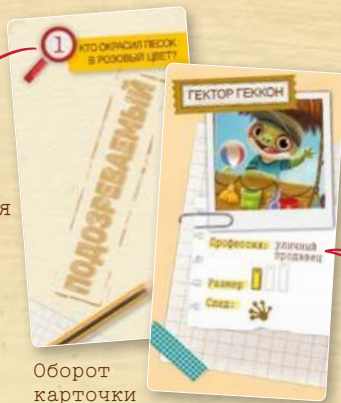 1
КТО ОКРАСИЛ ПЕСОК
В РОЗОВЫЙ ЦВЕТ?
ПОДОЗРЕВАЕМЫЙ
я
Оборот
карточки
ГЕКТОР ГЕККОН
Профессия: уличный
продавец
Размер
След: